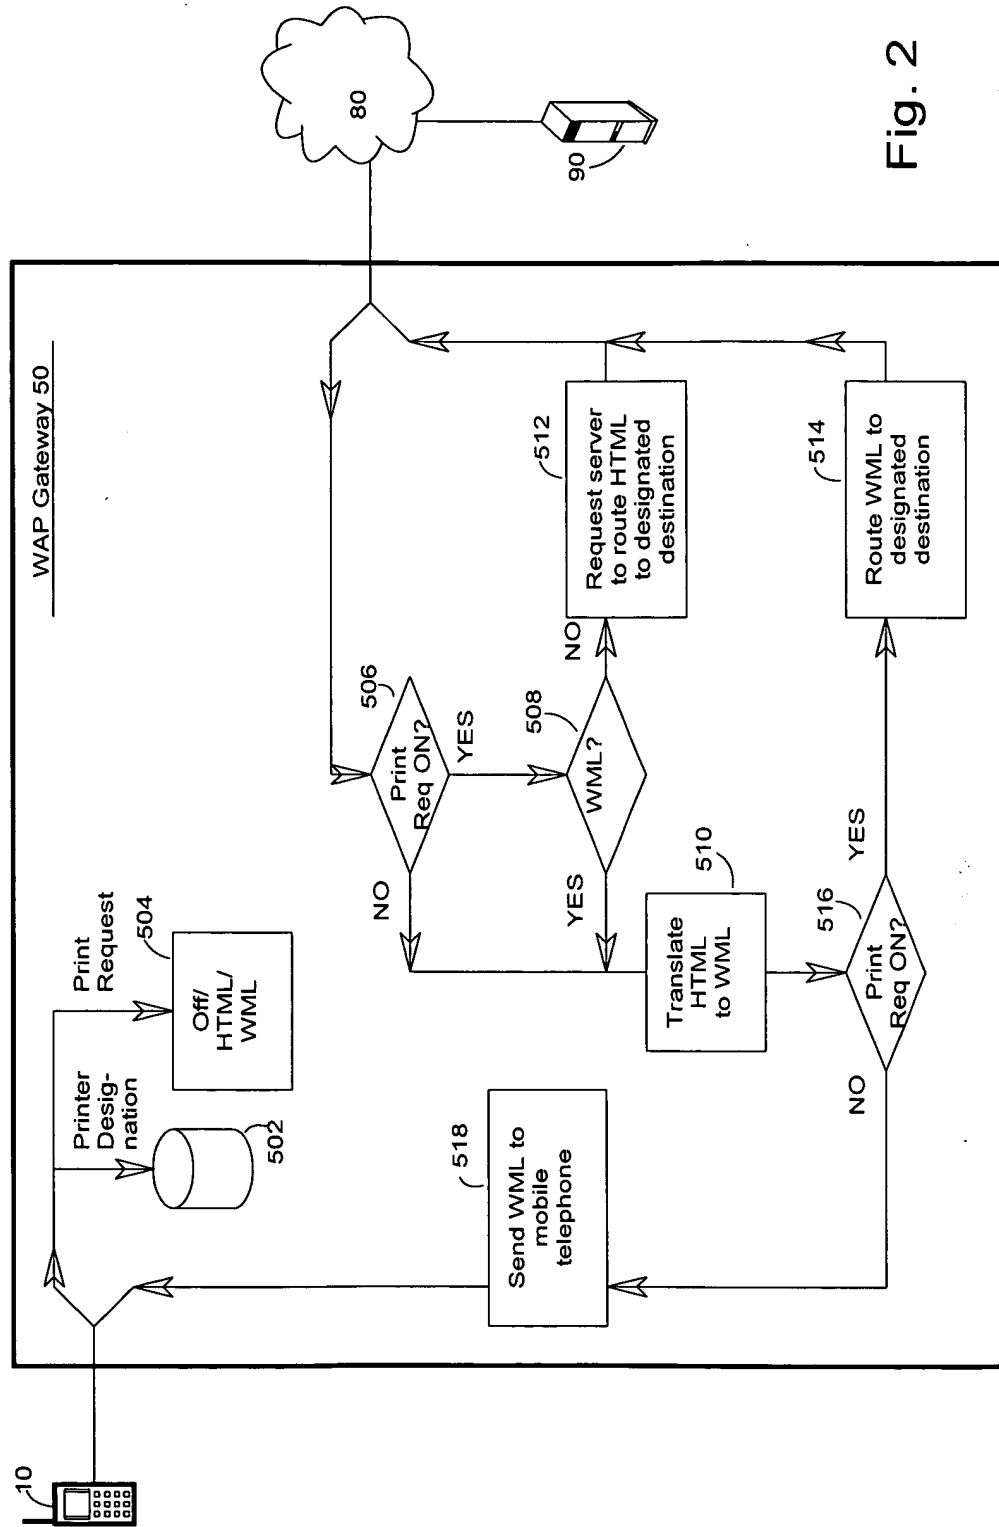 WAP Gateway 50
10
Printer
Desig-
nation
502
Print
Request
504
Off/
HTML/
WML
80
90
506
Print
Req ON?
NO
YES
508
WML?
YES
NO
512
Request server
to route HTML
to designated
destination
510
Translate
HTML
to WML
518
Send WML to
mobile
telephone
516
Print
Req ON?
NO
YES
514
Route WML to
designated
destination
Fig. 2